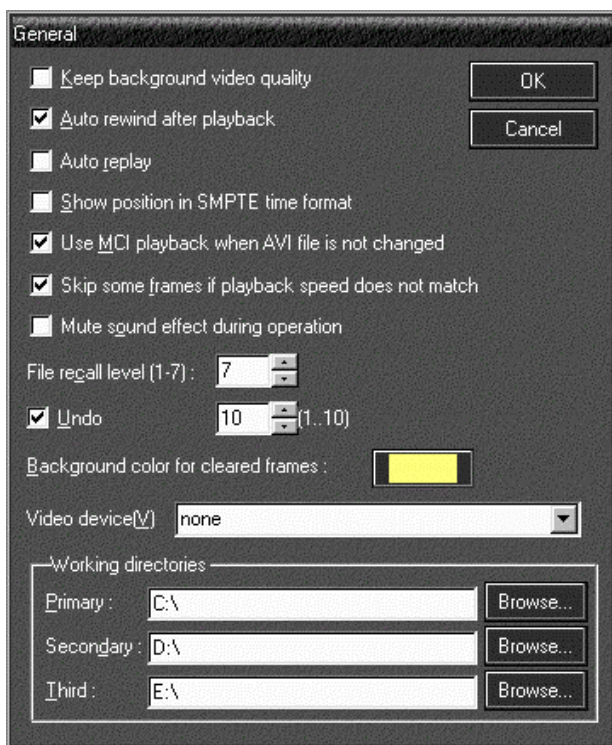 General
Keep background video quality
OK
Auto rewind after playback
Cancel
Auto replay
Show position in SMPTE time format
Use MCI playback when AVI file is not changed
Skip some frames if playback speed does not match
Mute sound effect during operation
File recall level (1-7) : 7
Undo 10 (1..10)
Background color for cleared frames :
Video device(V) none
Working directories
Primary : C:\ Browse...
Secondary : D:\ Browse...
Third : E:\ Browse...